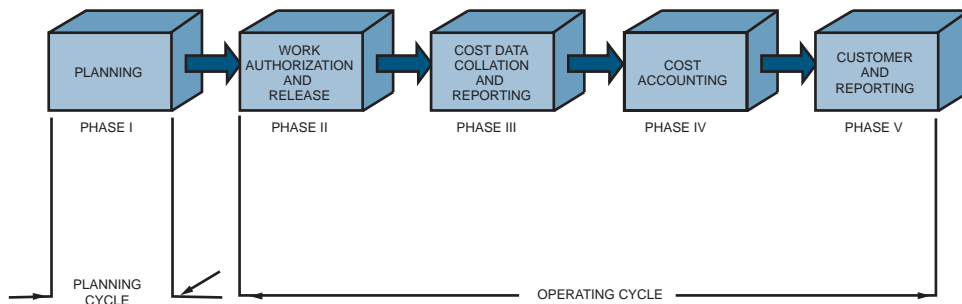 PLANNING
WORK
AUTHORIZATION
AND
RELEASE
COST DATA
COLLATION
AND
REPORTING
COST
ACCOUNTING
CUSTOMER
AND
REPORTING
PHASE I
PHASE II
PHASE III
PHASE IV
PHASE V
PLANNING
CYCLE
OPERATING CYCLE